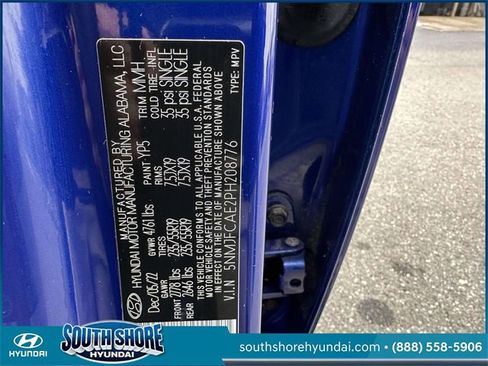 MANUFACTURED BY
HYUNDAI MOTOR MANUFACTURING ALABAMA, LLC
Dec/05/22 PAINT YP5 TRIM MMH
GVWR 4761 lbs
GAWR TIRES RIMS COLD TIRE INFL
FRONT 2778 lbs 235/55R19 7.5JX19 35 psi SINGLE
REAR 2646 lbs 235/55R19 7.5JX19 35 psi SINGLE
THIS VEHICLE CONFORMS TO ALL APPLICABLE U.S.A. FEDERAL
MOTOR VEHICLE SAFETY, BUMPER, AND THEFT PREVENTION STANDARDS
IN EFFECT ON THE DATE OF MANUFACTURE SHOWN ABOVE
V.I.N 5NMJFCAE2PH208776
TYPE: MPV
HYUNDAI
SOUTH SHORE
HYUNDAI
southshorehyundai.com • (888) 558-5906